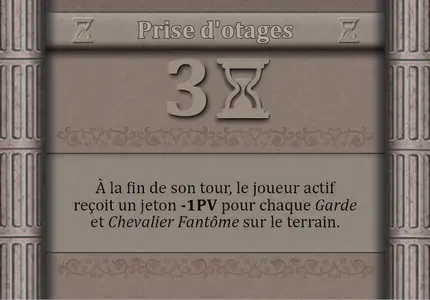 Prise d'otages
3
À la fin de son tour, le joueur actif
reçoit un jeton -1PV pour chaque Garde
et Chevalier Fantôme sur le terrain.